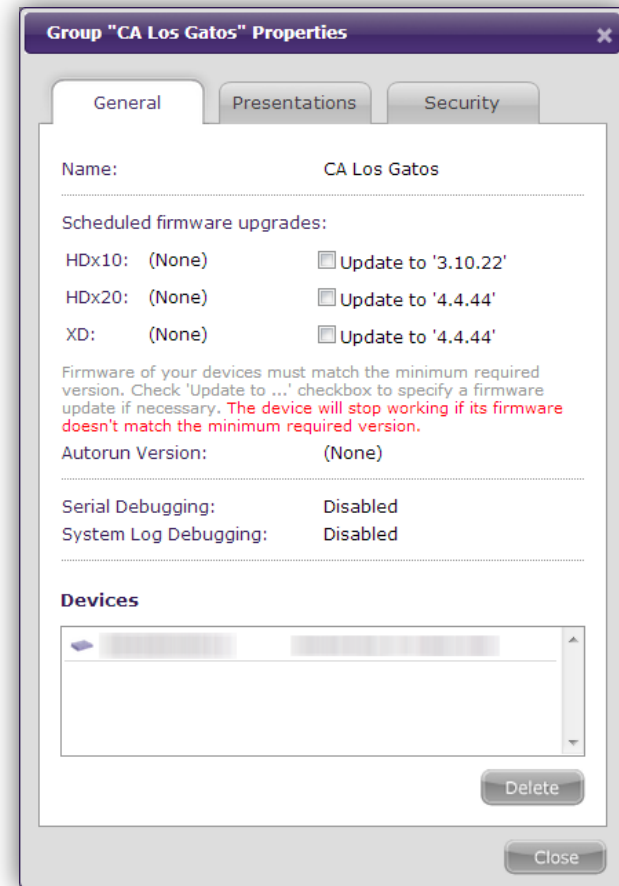 Group "CA Los Gatos" Properties
General Presentations Security
Name: CA Los Gatos
Scheduled firmware upgrades:
HDx10: (None) Update to '3.10.22'
HDx20: (None) Update to '4.4.44'
XD: (None) Update to '4.4.44'
Firmware of your devices must match the minimum required
version. Check 'Update to ...' checkbox to specify a firmware
update if necessary. The device will stop working if its firmware
doesn't match the minimum required version.
Autorun Version: (None)
Serial Debugging: Disabled
System Log Debugging: Disabled
Devices
Delete
Close